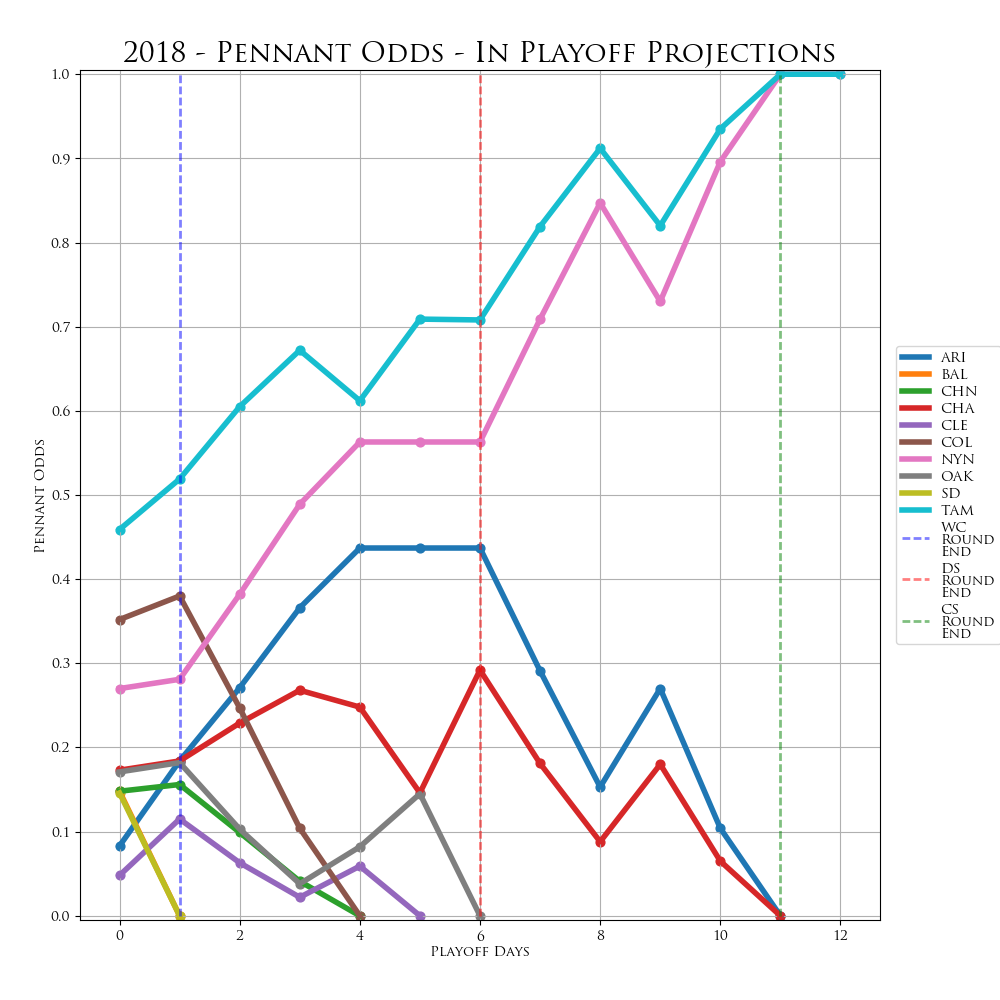 2018 - Pennant Odds - In Playoff Projections
1.0
0.9
0.8
0.7
0.6
0.5
0.4
0.3
0.2
0.1
0.0
Pennant Odds
0 2 4 6 8 10 12
Playoff Days
ARI
BAL
CHN
CHA
CLE
COL
NYN
OAK
SD
TAM
WC
Round
End
DS
Round
End
CS
Round
End